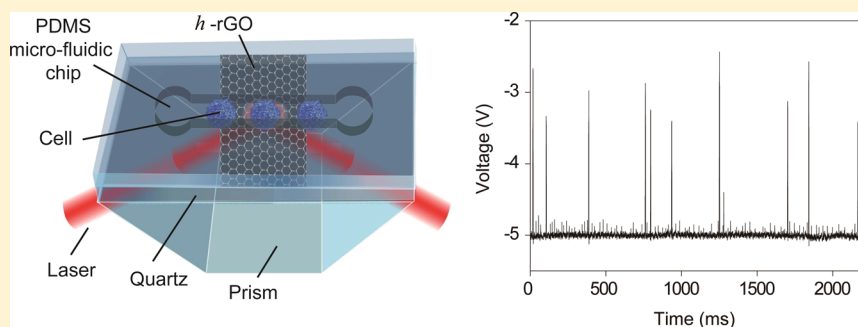 h-rGO
PDMS
micro-fluidic
chip
Cell
Laser
Quartz
Prism
-2
-3
-4
-5
Voltage (V)
0
500
1000
1500
2000
Time (ms)